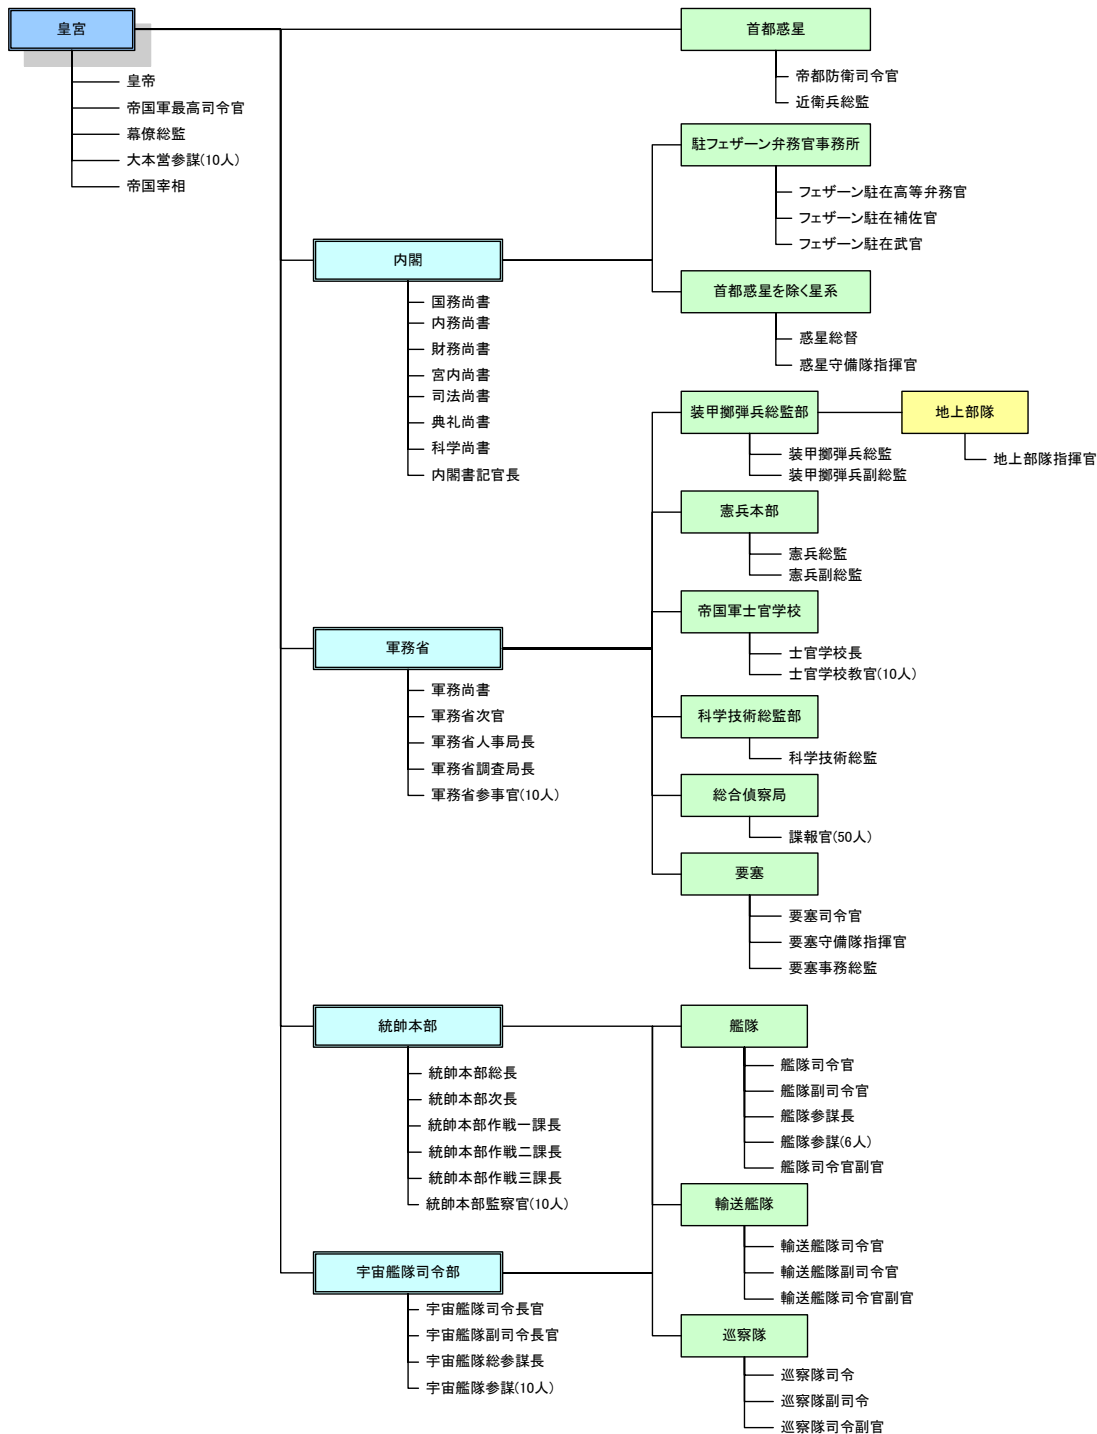 皇宮
皇帝
帝国軍最高司令官
幕僚総監
大本営参謀(10人)
帝国宰相
首都惑星
帝都防衛司令官
近衛兵総監
内閣
国務尚書
内務尚書
財務尚書
宮内尚書
司法尚書
典礼尚書
科学尚書
内閣書記官長
駐フェザーン弁務官事務所
フェザーン駐在高等弁務官
フェザーン駐在補佐官
フェザーン駐在武官
首都惑星を除く星系
惑星総督
惑星守備隊指揮官
軍務省
軍務尚書
軍務省次官
軍務省人事局長
軍務省調査局長
軍務省参事官(10人)
装甲擲弾兵総監部
装甲擲弾兵総監
装甲擲弾兵副総監
地上部隊
地上部隊指揮官
憲兵本部
憲兵総監
憲兵副総監
帝国軍士官学校
士官学校長
士官学校教官(10人)
科学技術総監部
科学技術総監
総合偵察局
諜報官(50人)
要塞
要塞司令官
要塞守備隊指揮官
要塞事務総監
統帥本部
統帥本部総長
統帥本部次長
統帥本部作戦一課長
統帥本部作戦二課長
統帥本部作戦三課長
統帥本部監察官(10人)
宇宙艦隊司令部
宇宙艦隊司令長官
宇宙艦隊副司令長官
宇宙艦隊総参謀長
宇宙艦隊参謀(10人)
艦隊
艦隊司令官
艦隊副司令官
艦隊参謀長
艦隊参謀(6人)
艦隊司令官副官
輸送艦隊
輸送艦隊司令官
輸送艦隊副司令官
輸送艦隊司令官副官
巡察隊
巡察隊司令
巡察隊副司令
巡察隊司令副官